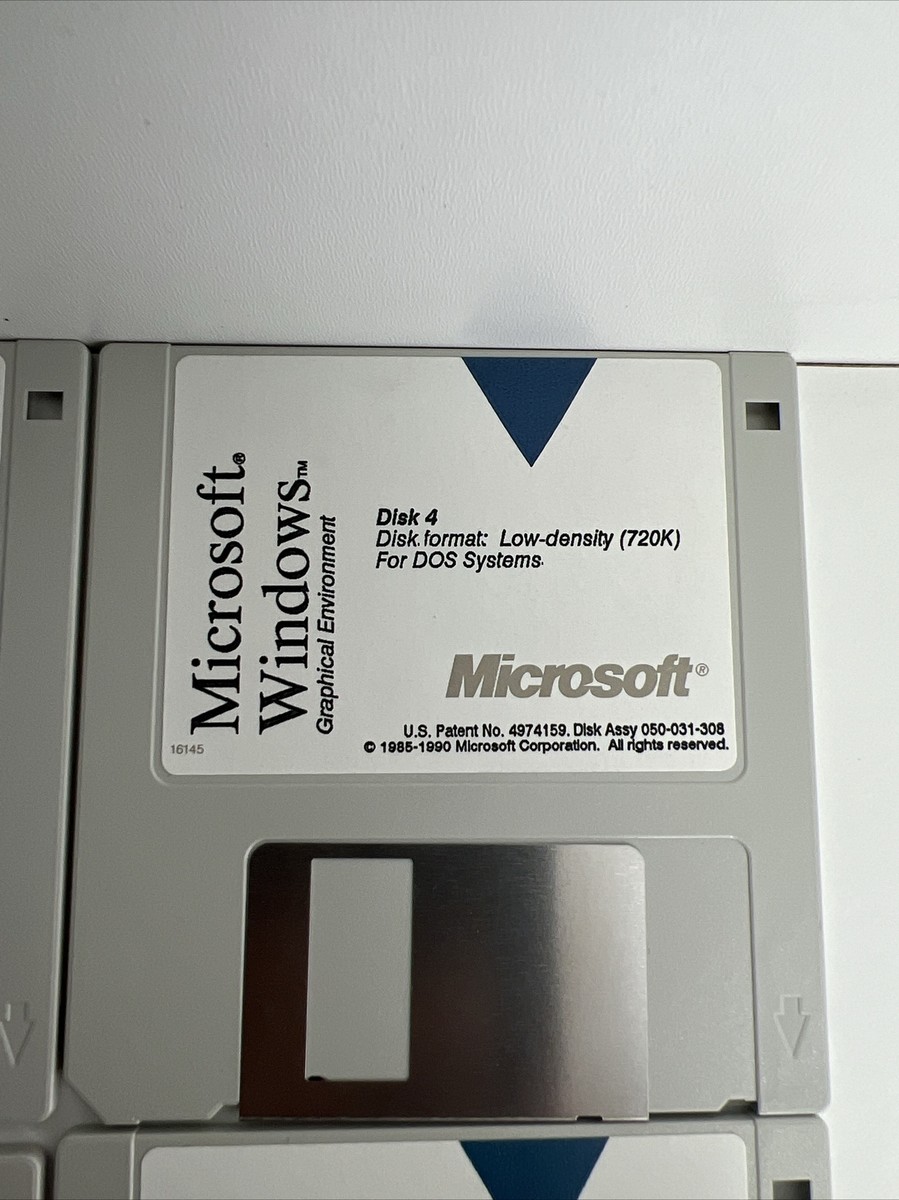 Microsoft®
Windows™
Graphical Environment
Disk 4
Disk format: Low-density (720K)
For DOS Systems
Microsoft®
U.S. Patent No. 4974159. Disk Assy 050-031-308
© 1985-1990 Microsoft Corporation. All rights reserved.
16145